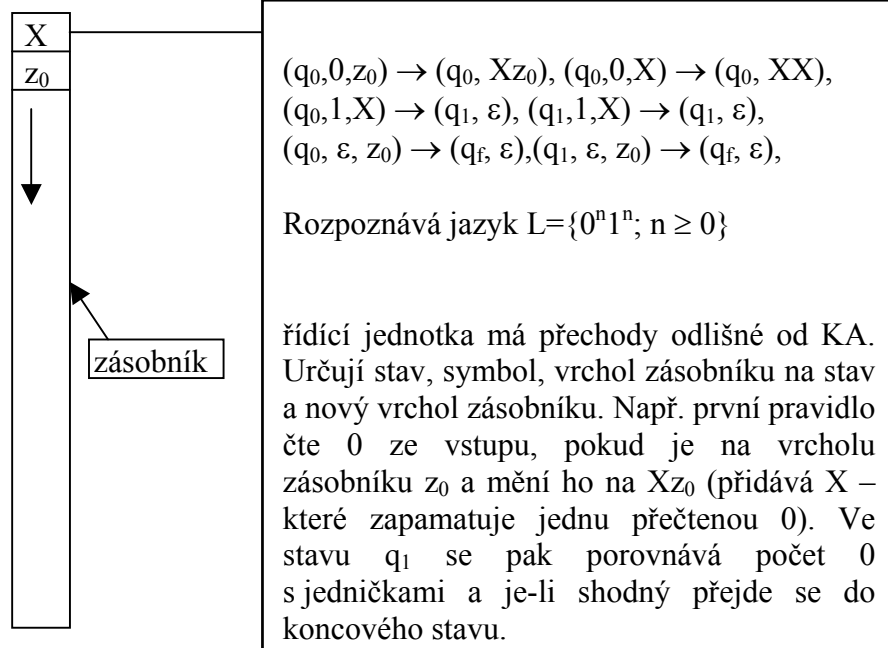 X
z₀
zásobník
(q₀,0,z₀) → (q₀, Xz₀), (q₀,0,X) → (q₀, XX),
(q₀,1,X) → (q₁, ε), (q₁,1,X) → (q₁, ε),
(q₀, ε, z₀) → (q_f, ε),(q₁, ε, z₀) → (q_f, ε),
Rozpoznává jazyk L={0ⁿ1ⁿ; n ≥ 0}
řídící jednotka má přechody odlišné od KA.
Určují stav, symbol, vrchol zásobníku na stav
a nový vrchol zásobníku. Např. první pravidlo
čte 0 ze vstupu, pokud je na vrcholu
zásobníku z₀ a mění ho na Xz₀ (přidává X –
které zapamatuje jednu přečtenou 0). Ve
stavu q₁ se pak porovnává počet 0
s jedničkami a je-li shodný přejde se do
koncového stavu.